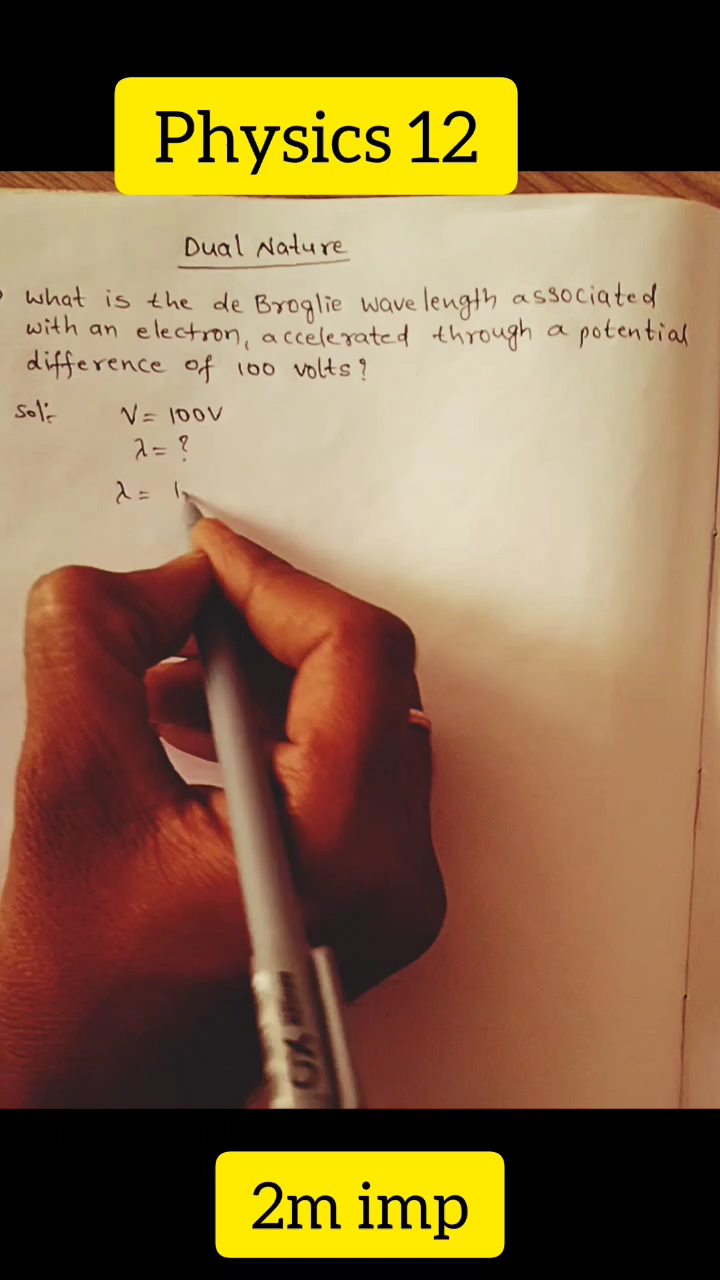 Physics 12
Dual Nature
What is the de Broglie wavelength associated
with an electron, accelerated through a potential
difference of 100 volts?
Sol:- V = 100V
λ = ?
λ = 1
2m imp